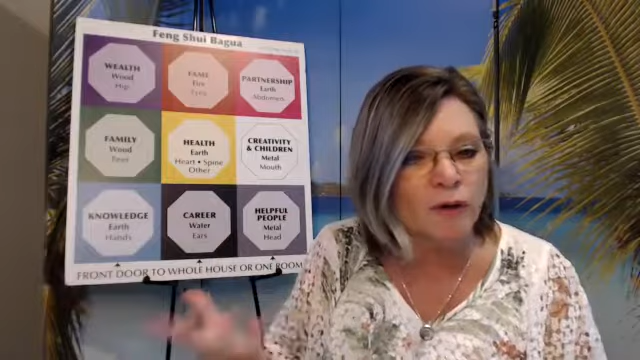 Feng Shui Bagua
WEALTH
Wood
Hip
FAME
Fire
Eyes
PARTNERSHIP
Earth
Abdomen
FAMILY
Wood
Feet
HEALTH
Earth
Heart • Spine
Other
CREATIVITY
& CHILDREN
Metal
Mouth
KNOWLEDGE
Earth
Hands
CAREER
Water
Ears
HELPFUL
PEOPLE
Metal
Head
FRONT DOOR TO WHOLE HOUSE OR ONE ROOM